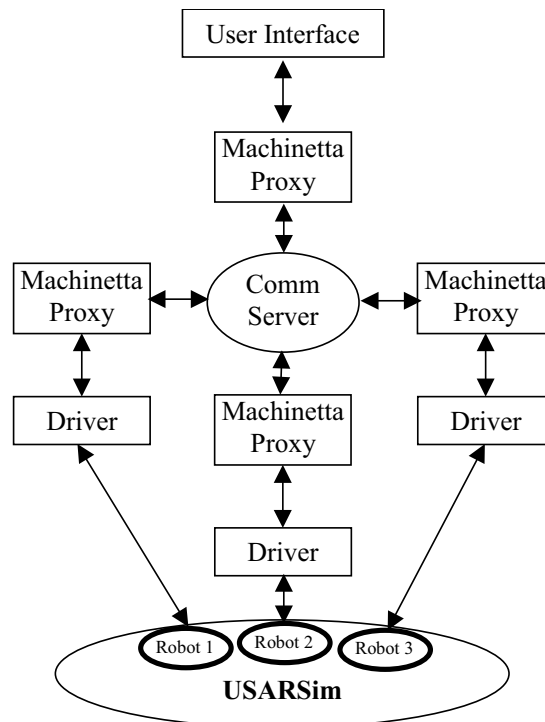 User Interface
Machinetta
Proxy
Machinetta
Proxy
Comm
Server
Machinetta
Proxy
Driver
Machinetta
Proxy
Driver
Driver
Robot 1
Robot 2
Robot 3
USARSim